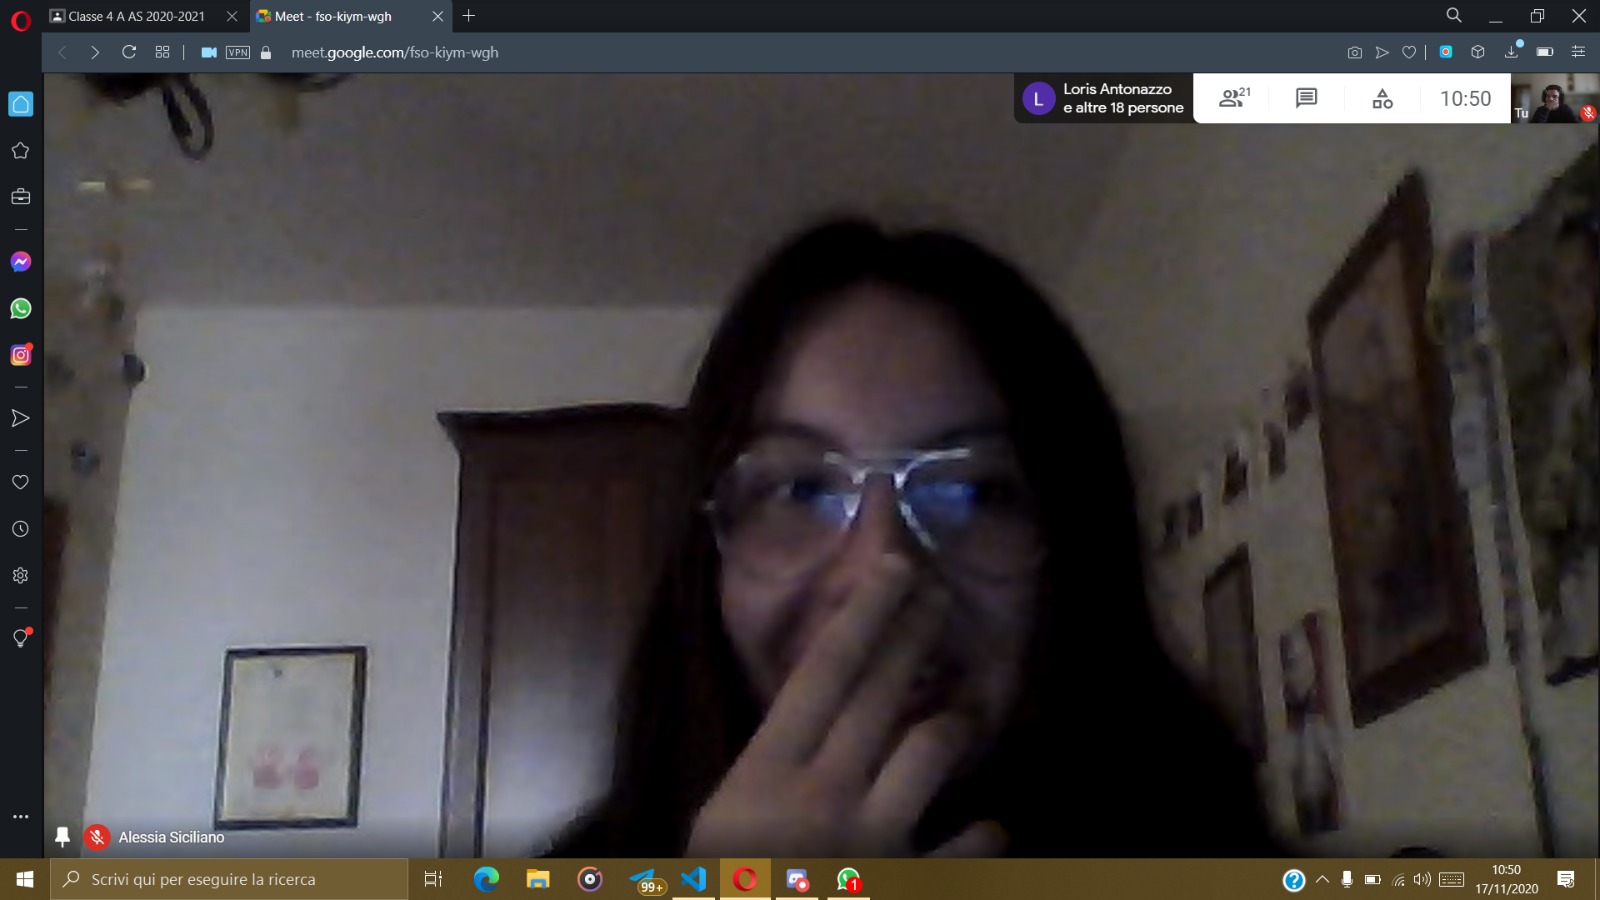 Classe 4 A AS 2020-2021
Meet - fso-kiym-wgh
VPN
meet.google.com/fso-kiym-wgh
L
Loris Antonazzo
e altre 18 persone
21
10:50
Tu
Alessia Siciliano
Scrivi qui per eseguire la ricerca
99+
1
10:50
17/11/2020